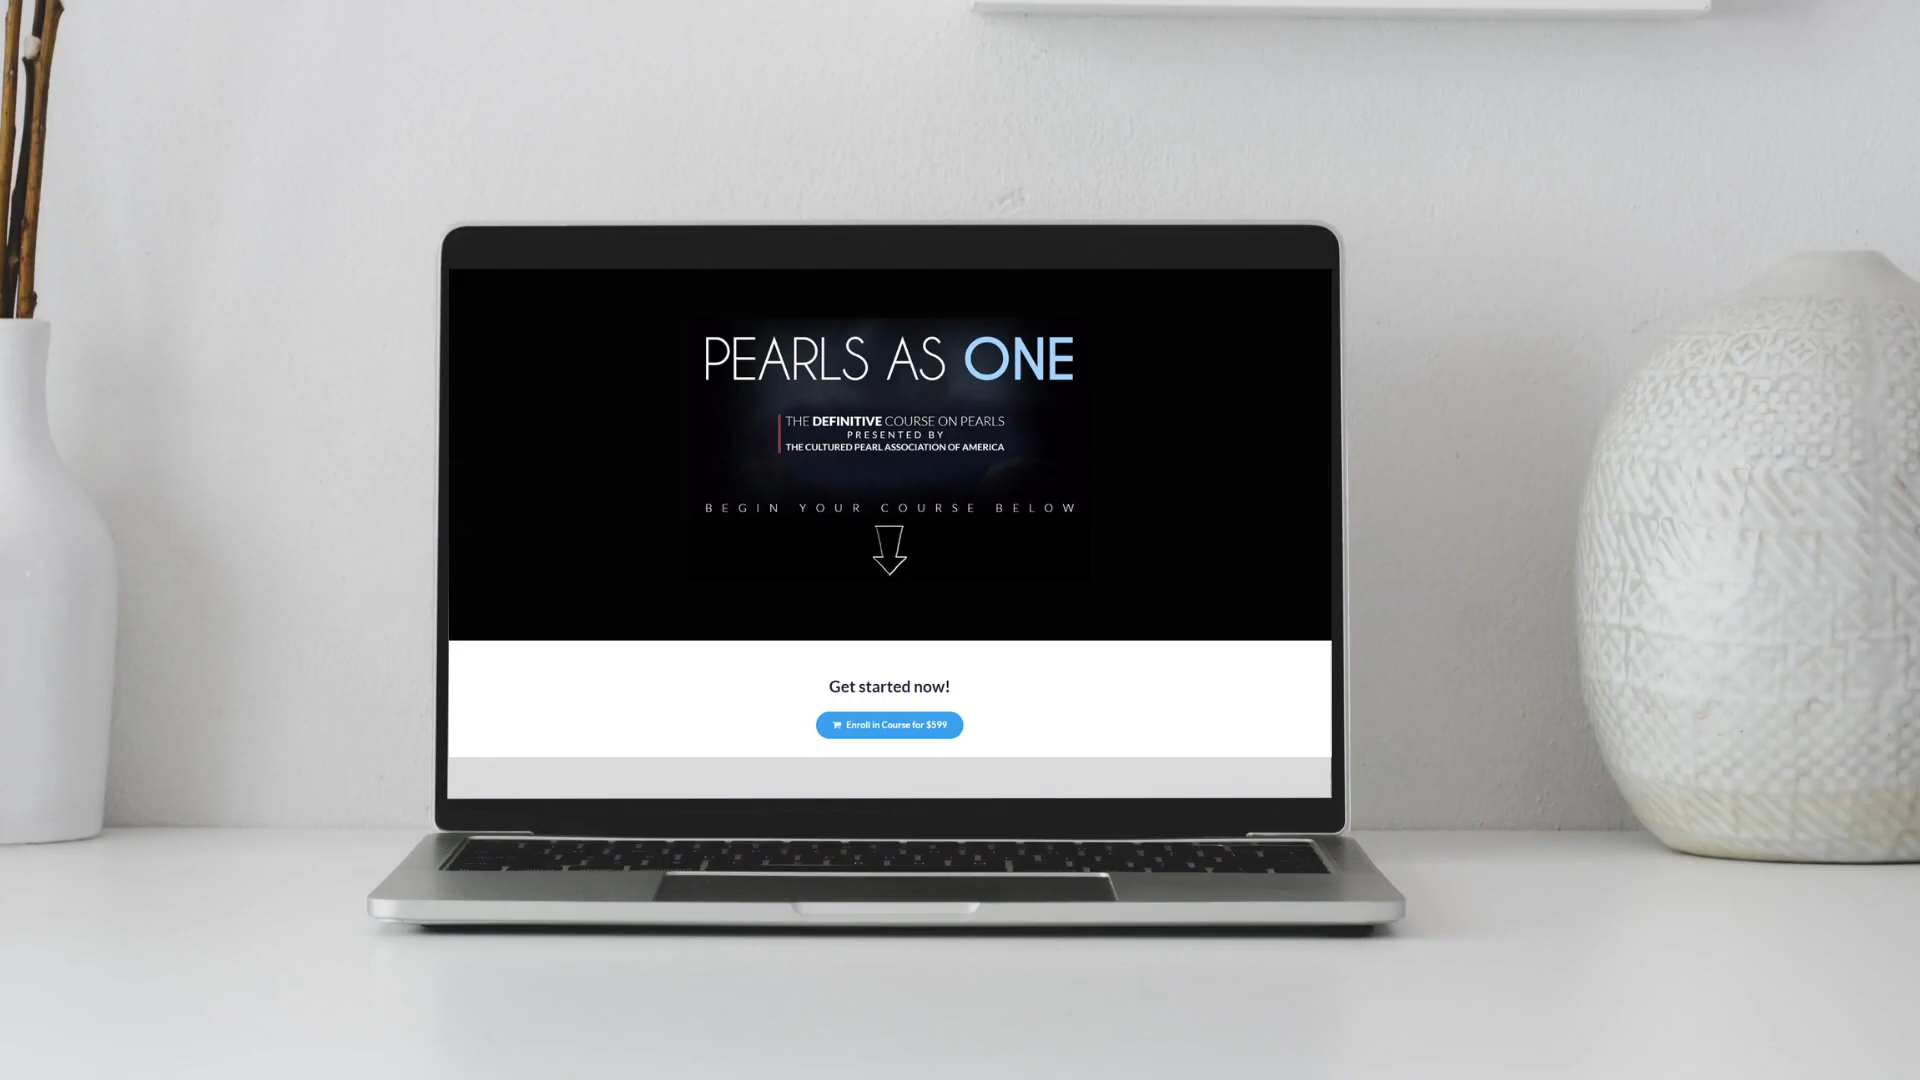 PEARLS AS ONE
THE DEFINITIVE COURSE ON PEARLS
PRESENTED BY
THE CULTURED PEARL ASSOCIATION OF AMERICA
BEGIN YOUR COURSE BELOW
Get started now!
Enroll in Course for $599